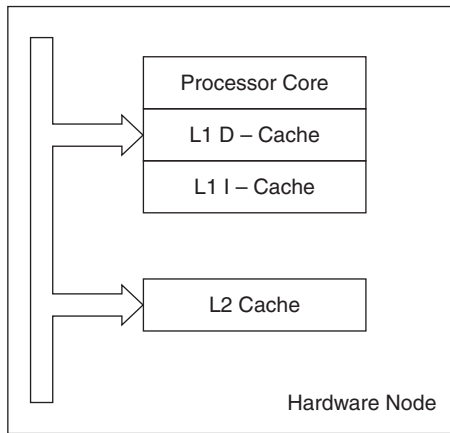 Processor Core
L1 D – Cache
L1 I – Cache
L2 Cache
Hardware Node